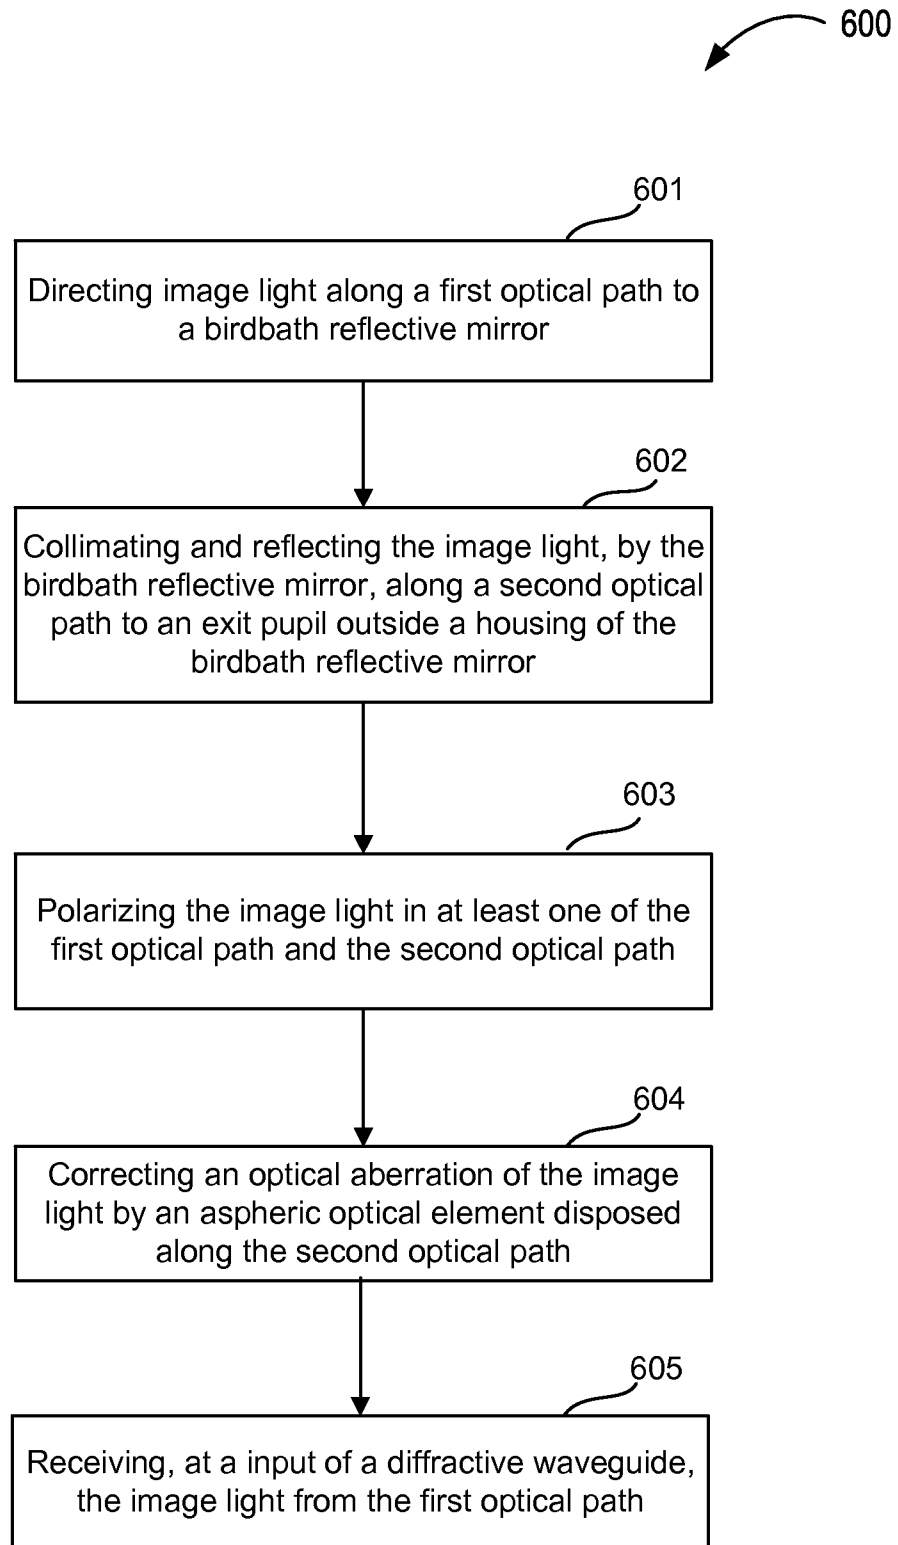 600
601
Directing image light along a first optical path to
a birdbath reflective mirror
602
Collimating and reflecting the image light, by the
birdbath reflective mirror, along a second optical
path to an exit pupil outside a housing of the
birdbath reflective mirror
603
Polarizing the image light in at least one of the
first optical path and the second optical path
604
Correcting an optical aberration of the image
light by an aspheric optical element disposed
along the second optical path
605
Receiving, at a input of a diffractive waveguide,
the image light from the first optical path